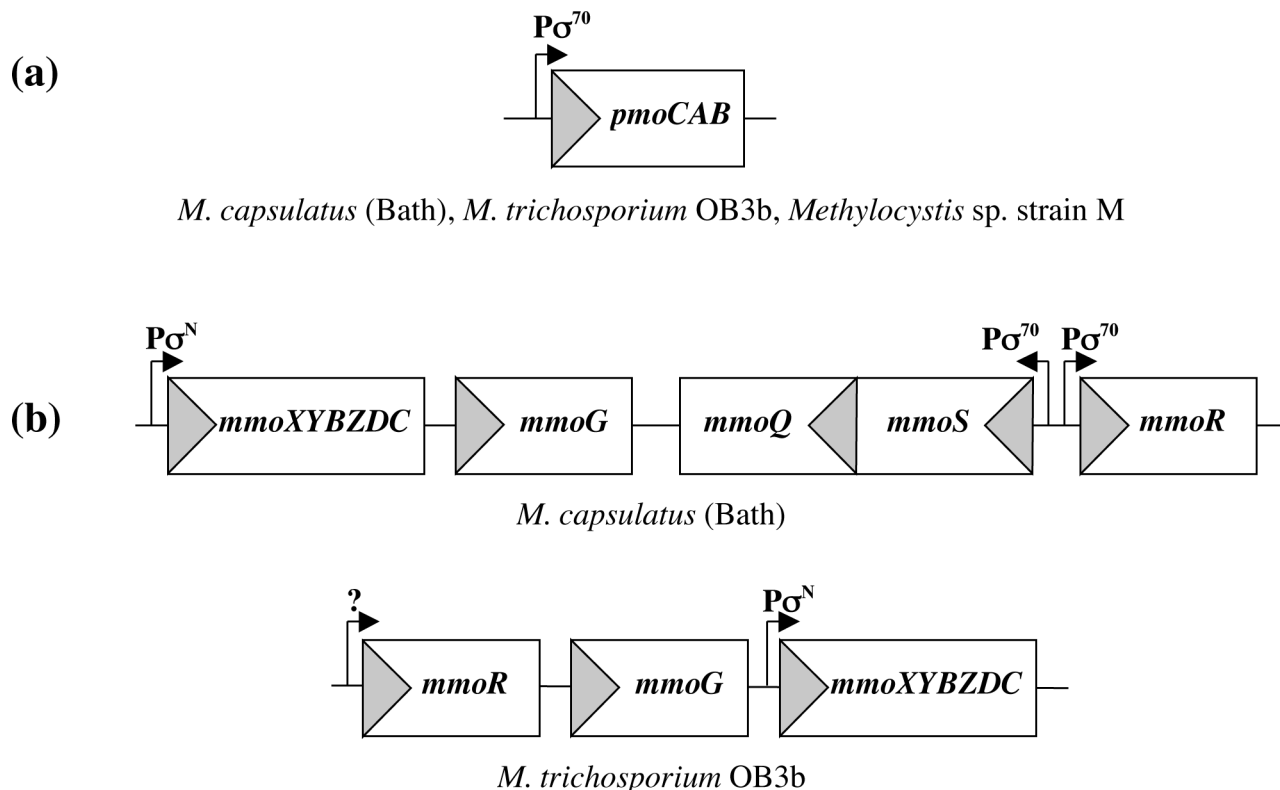 Pσ⁷⁰
(a)
pmoCAB
M. capsulatus (Bath), M. trichosporium OB3b, Methylocystis sp. strain M
Pσᴺ Pσ⁷⁰ Pσ⁷⁰
(b)
mmoXYBZDC mmoG mmoQ mmoS mmoR
M. capsulatus (Bath)
? Pσᴺ
mmoR mmoG mmoXYBZDC
M. trichosporium OB3b